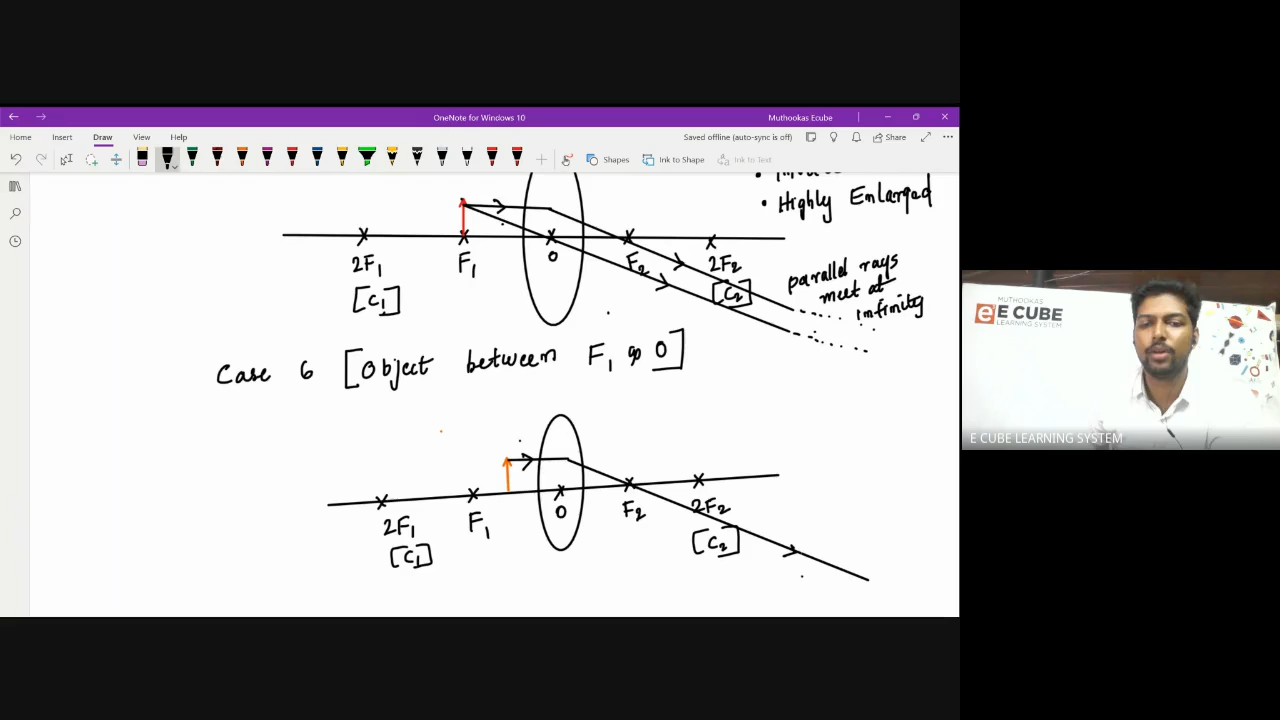 OneNote for Windows 10
Muthookas Ecube
Home Insert Draw View Help
Saved offline (auto-sync is off)
Share
Shapes
Ink to Shape
Ink to Text
• Highly Enlarged
2F₁ F₁ O F₂ 2F₂
[C₁] [C₂]
parallel rays
meet at
infinity
Case 6 [Object between F₁ & O]
2F₁ F₁ O F₂ 2F₂
[C₁] [C₂]
MUTHOOKAS
E CUBE
LEARNING SYSTEM
E CUBE LEARNING SYSTEM